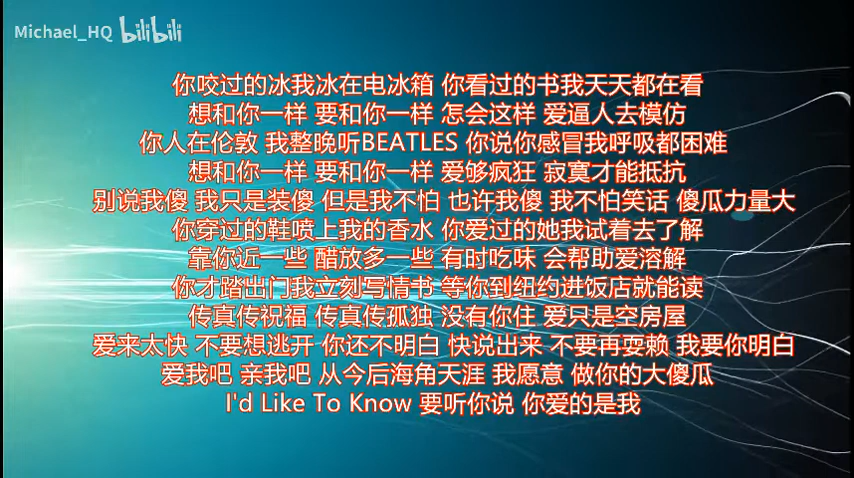 Michael_HQ bilibili
你咬过的冰我冰在电冰箱 你看过的书我天天都在看
想和你一样 要和你一样 怎会这样 爱逼人去模仿
你人在伦敦 我整晚听BEATLES 你说你感冒我呼吸都困难
想和你一样 要和你一样 爱够疯狂 寂寞才能抵抗
别说我傻 我只是装傻 但是我不怕 也许我傻 我不怕笑话 傻瓜力量大
你穿过的鞋喷上我的香水 你爱过的她我试着去了解
靠你近一些 醋放多一些 有时吃味 会帮助爱溶解
你才踏出门我立刻写情书 等你到纽约进饭店就能读
传真传祝福 传真传孤独 没有你住 爱只是空房屋
爱来太快 不要想逃开 你还不明白 快说出来 不要再耍赖 我要你明白
爱我吧 亲我吧 从今后海角天涯 我愿意 做你的大傻瓜
I'd Like To Know 要听你说 你爱的是我